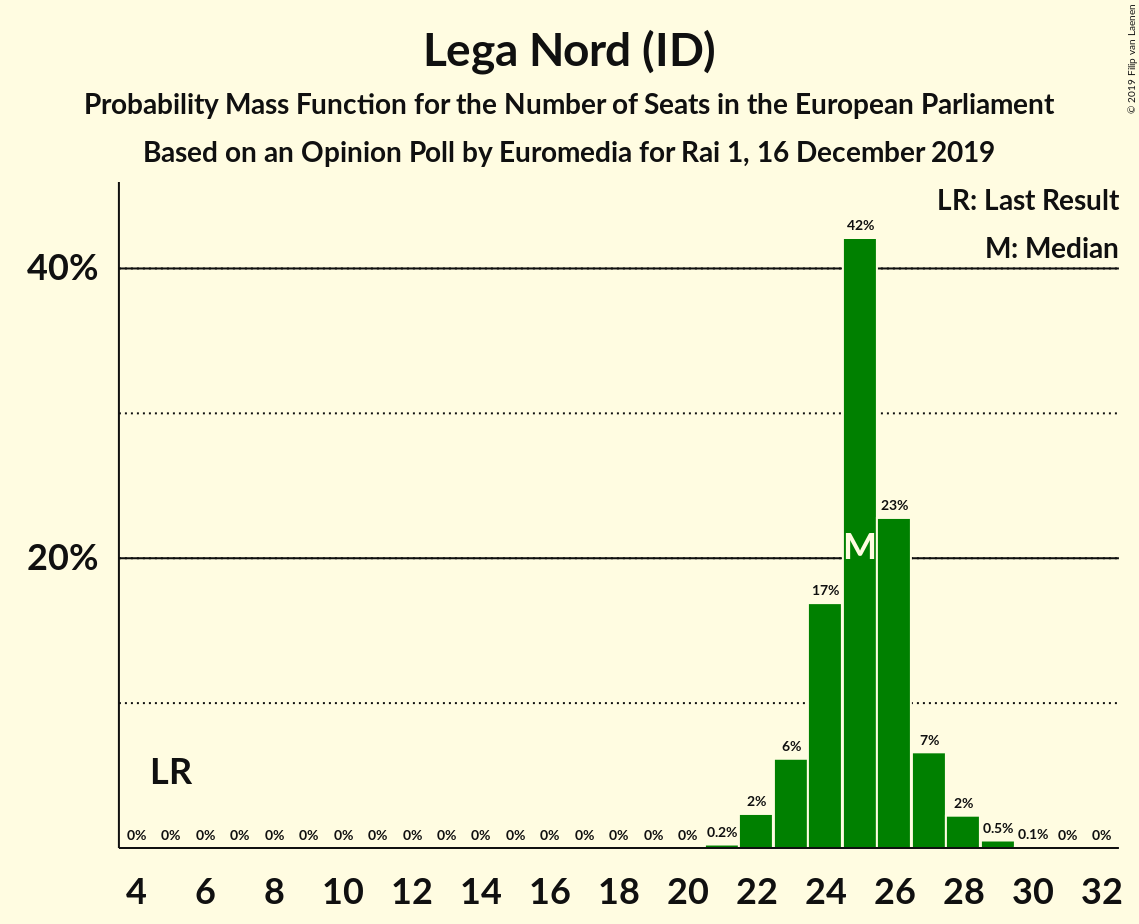 Lega Nord (ID)
Probability Mass Function for the Number of Seats in the European Parliament
Based on an Opinion Poll by Euromedia for Rai 1, 16 December 2019
© 2019 Filip van Laenen
LR: Last Result
M: Median
40%
20%
LR
M
0% 0% 0% 0% 0% 0% 0% 0% 0% 0% 0% 0% 0% 0% 0% 0% 0% 0.2% 2% 6% 17% 42% 23% 7% 2% 0.5% 0.1% 0% 0%
4 6 8 10 12 14 16 18 20 22 24 26 28 30 32